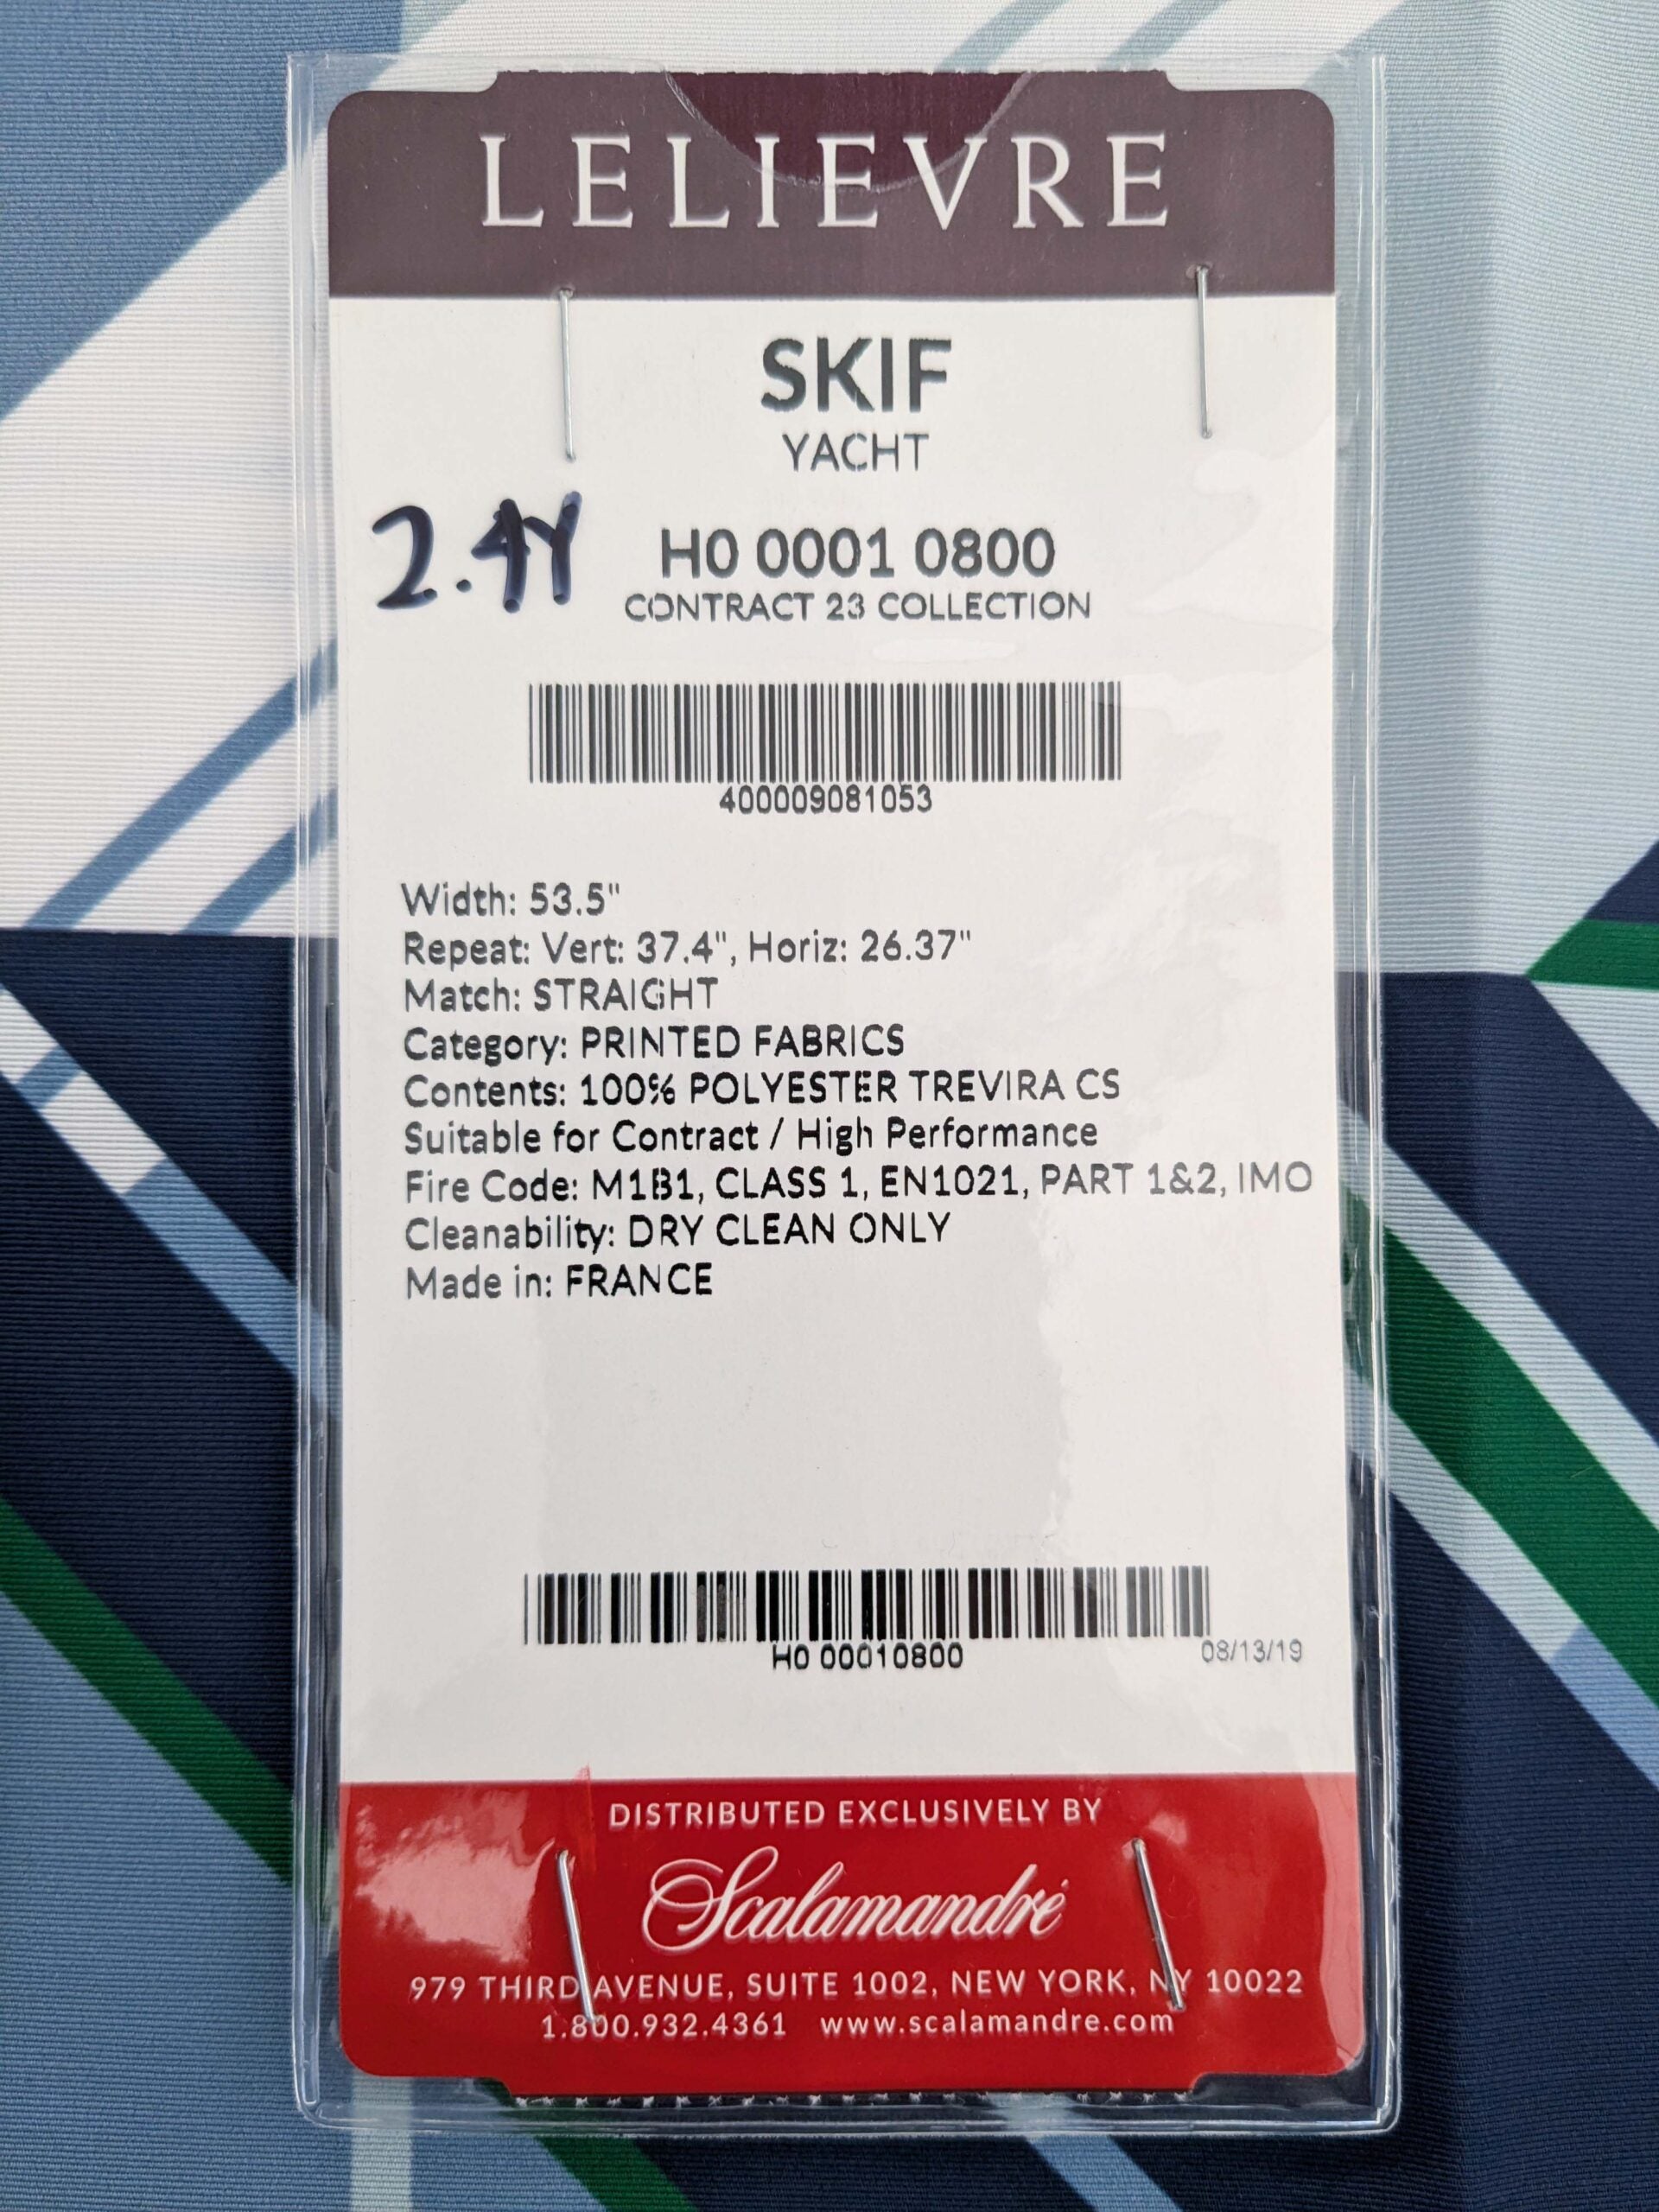 LELIEVRE
SKIF
YACHT
2.4Y
H0 0001 0800
CONTRACT 23 COLLECTION
400009081053
Width: 53.5"
Repeat: Vert: 37.4", Horiz: 26.37"
Match: STRAIGHT
Category: PRINTED FABRICS
Contents: 100% POLYESTER TREVIRA CS
Suitable for Contract / High Performance
Fire Code: M1B1, CLASS 1, EN1021, PART 1&2, IMO
Cleanability: DRY CLEAN ONLY
Made in: FRANCE
H0 00010800
08/13/19
DISTRIBUTED EXCLUSIVELY BY
Scalamandré
979 THIRD AVENUE, SUITE 1002, NEW YORK, NY 10022
1.800.932.4361 www.scalamandre.com